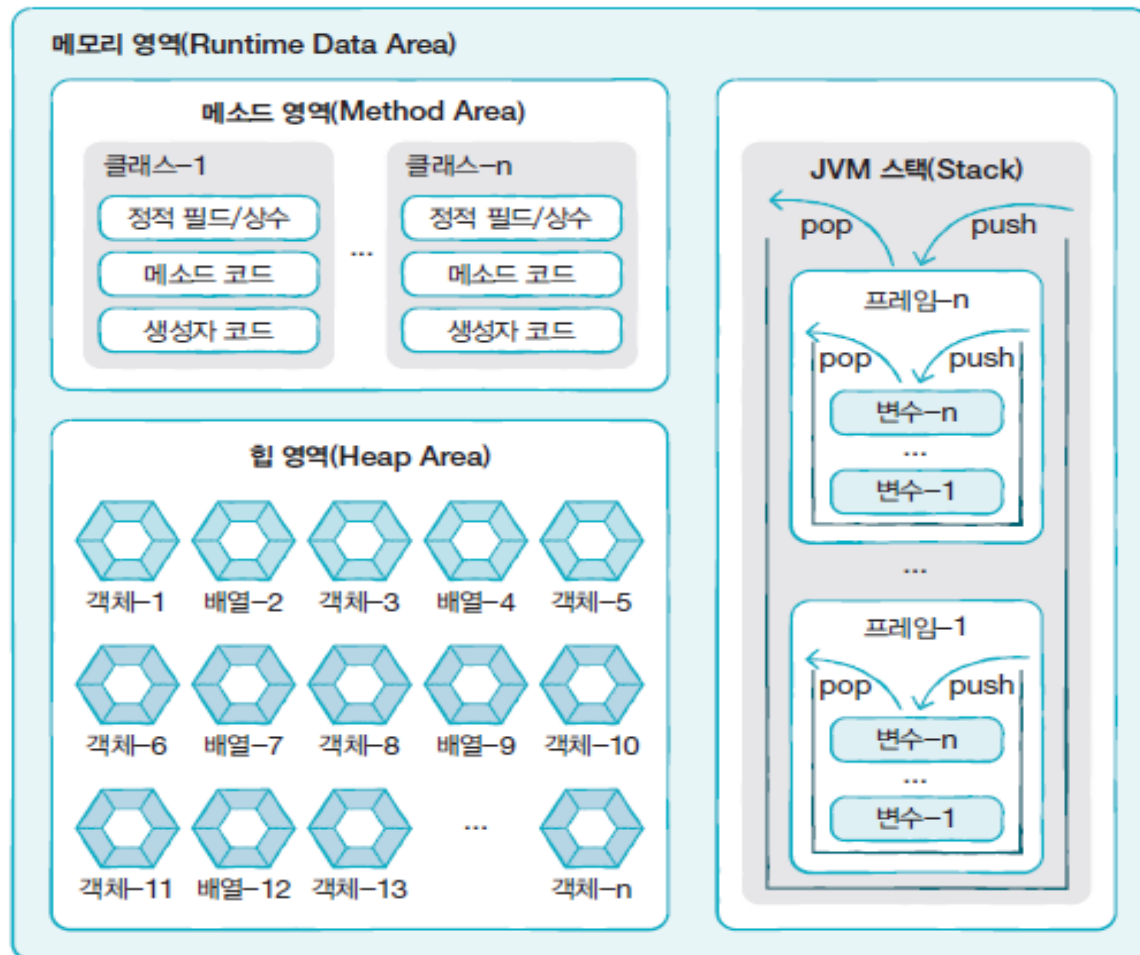 메모리 영역(Runtime Data Area)
메소드 영역(Method Area)
클래스-1
정적 필드/상수
메소드 코드
생성자 코드
...
클래스-n
정적 필드/상수
메소드 코드
생성자 코드
힙 영역(Heap Area)
객체-1 배열-2 객체-3 배열-4 객체-5
객체-6 배열-7 객체-8 배열-9 객체-10
...
객체-11 배열-12 객체-13 객체-n
JVM 스택(Stack)
pop push
프레임-n
pop push
변수-n
...
변수-1
...
프레임-1
pop push
변수-n
...
변수-1